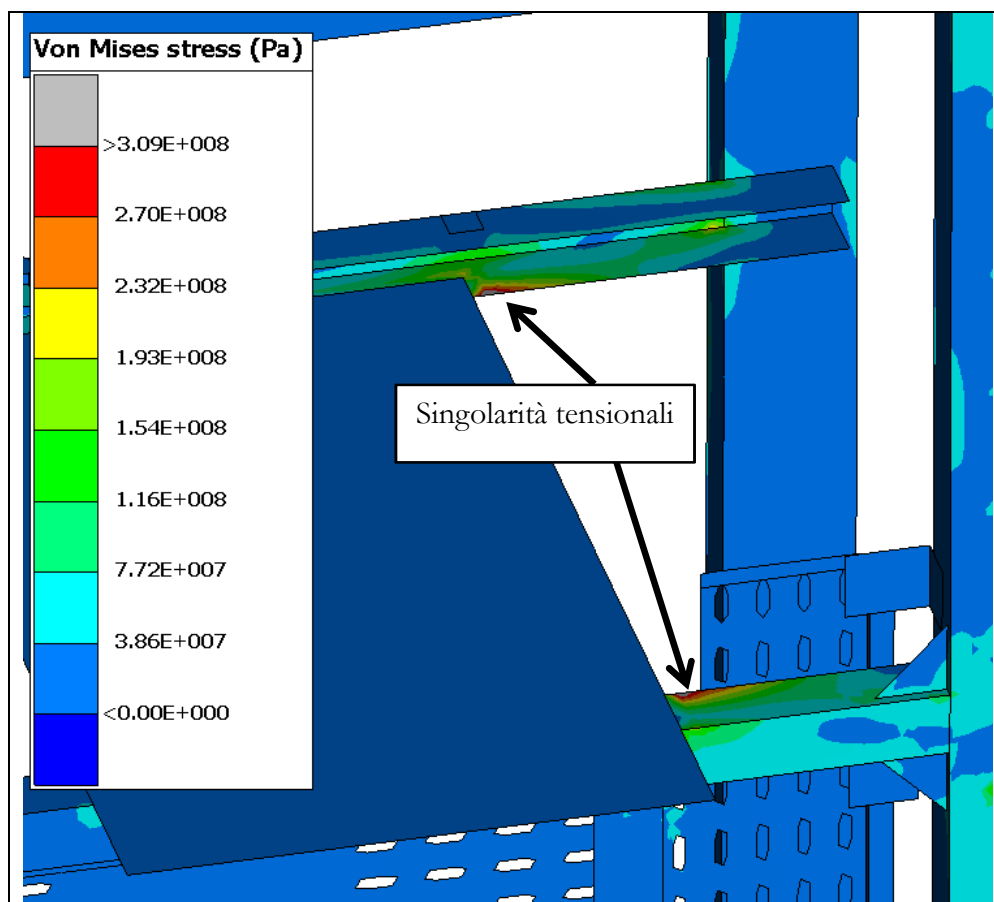 Von Mises stress (Pa)
>3.09E+008
2.70E+008
2.32E+008
1.93E+008
1.54E+008
1.16E+008
7.72E+007
3.86E+007
<0.00E+000
Singolarità tensionali